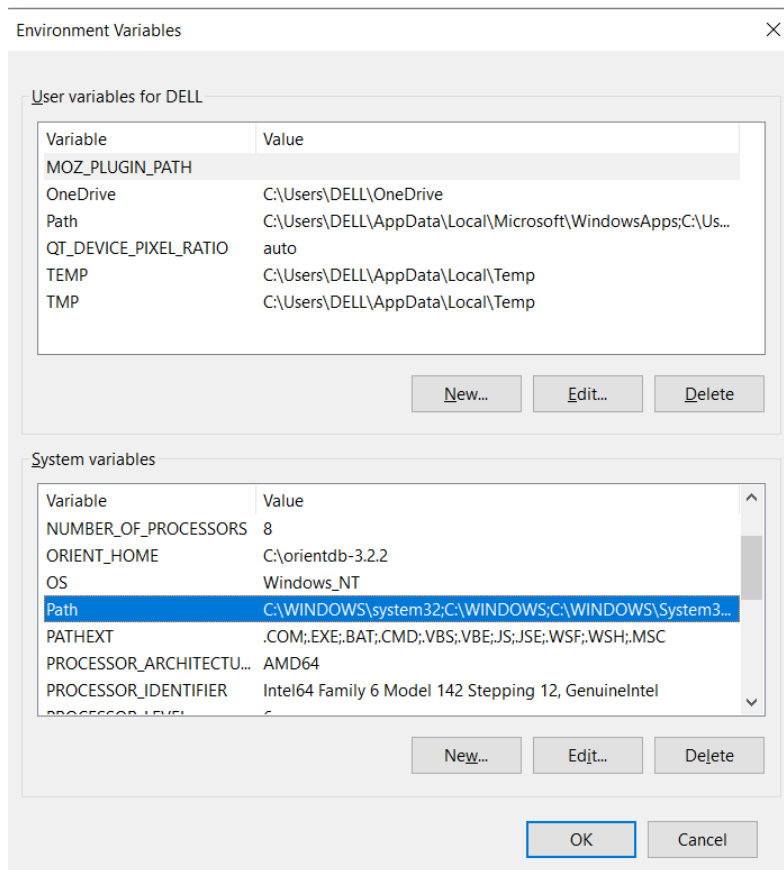 Environment Variables
User variables for DELL
Variable Value
MOZ_PLUGIN_PATH
OneDrive C:\Users\DELL\OneDrive
Path C:\Users\DELL\AppData\Local\Microsoft\WindowsApps;C:\Us...
QT_DEVICE_PIXEL_RATIO auto
TEMP C:\Users\DELL\AppData\Local\Temp
TMP C:\Users\DELL\AppData\Local\Temp
New... Edit... Delete
System variables
Variable Value
NUMBER_OF_PROCESSORS 8
ORIENT_HOME C:\orientdb-3.2.2
OS Windows_NT
Path C:\WINDOWS\system32;C:\WINDOWS;C:\WINDOWS\System3...
PATHEXT .COM;.EXE;.BAT;.CMD;.VBS;.VBE;.JS;.JSE;.WSF;.WSH;.MSC
PROCESSOR_ARCHITECTU... AMD64
PROCESSOR_IDENTIFIER Intel64 Family 6 Model 142 Stepping 12, GenuineIntel
New... Edit... Delete
OK Cancel